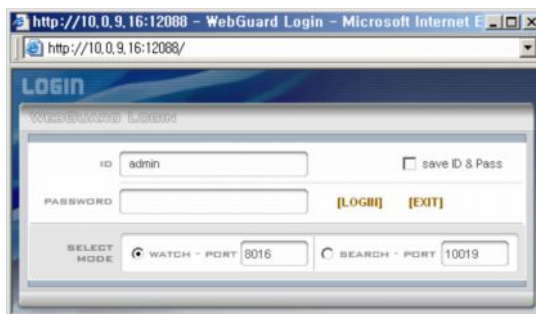 http://10.0.9.16:12088 - WebGuard Login - Microsoft Internet E
http://10.0.9.16:12088/
LOGIN
WEBGUARD LOGIN
ID admin save ID & Pass
PASSWORD [LOGIN] [EXIT]
SELECT MODE WATCH - PORT 8016 SEARCH - PORT 10019